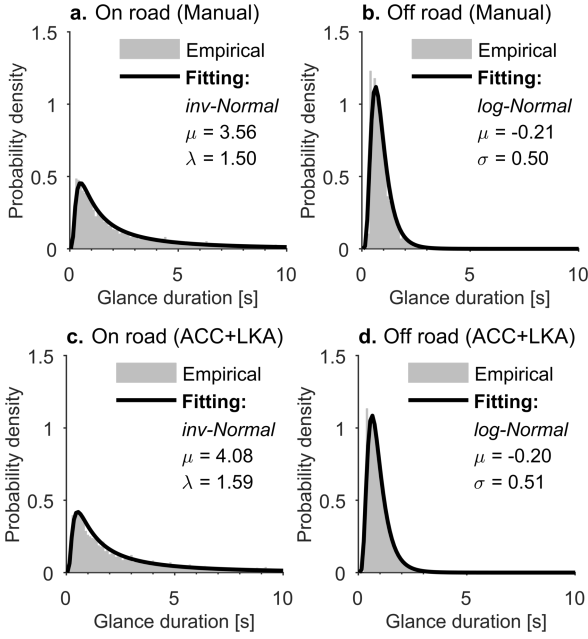 a. On road (Manual)
1.5
1
0.5
0
Probability density
Empirical
Fitting:
inv-Normal
μ = 3.56
λ = 1.50
0 5 10
Glance duration [s]
b. Off road (Manual)
1.5
1
0.5
0
Probability density
Empirical
Fitting:
log-Normal
μ = -0.21
σ = 0.50
0 5 10
Glance duration [s]
c. On road (ACC+LKA)
1.5
1
0.5
0
Probability density
Empirical
Fitting:
inv-Normal
μ = 4.08
λ = 1.59
0 5 10
Glance duration [s]
d. Off road (ACC+LKA)
1.5
1
0.5
0
Probability density
Empirical
Fitting:
log-Normal
μ = -0.20
σ = 0.51
0 5 10
Glance duration [s]